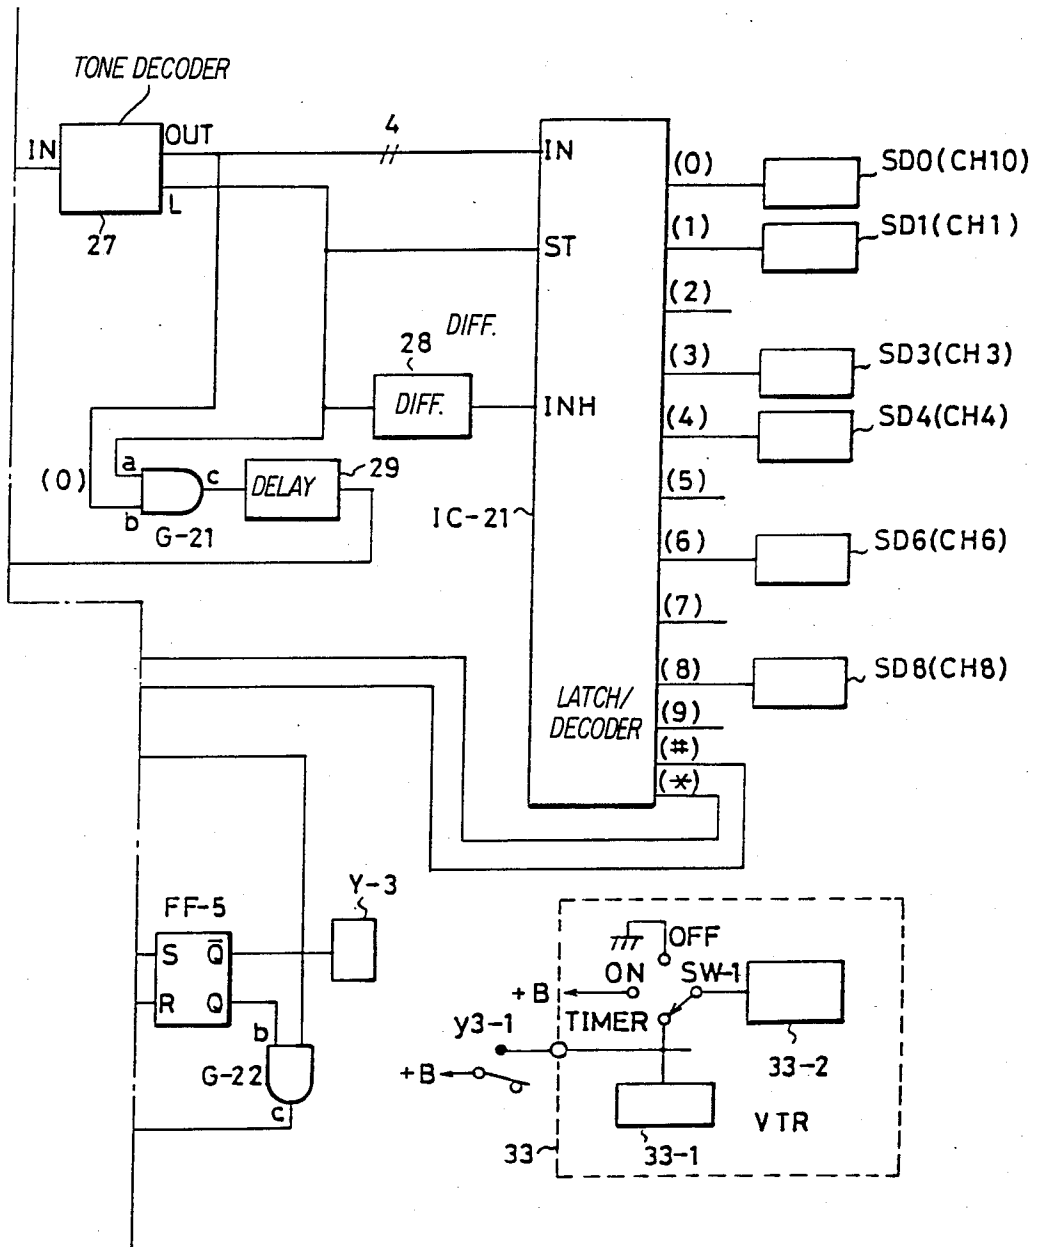 TONE DECODER
IN
OUT
L
27
4
IN
ST
INH
DIFF.
28
DIFF.
IC-21
LATCH/
DECODER
(0)
(1)
(2)
(3)
(4)
(5)
(6)
(7)
(8)
(9)
(#)
(*)
SD0(CH10)
SD1(CH1)
SD3(CH3)
SD4(CH4)
SD6(CH6)
SD8(CH8)
(0)
a
b
c
G-21
DELAY
29
FF-5
S
Q̅
R
Q
Y-3
b
G-22
c
OFF
ON
SW-1
+B
TIMER
y3-1
+B
33-2
33-1
VTR
33